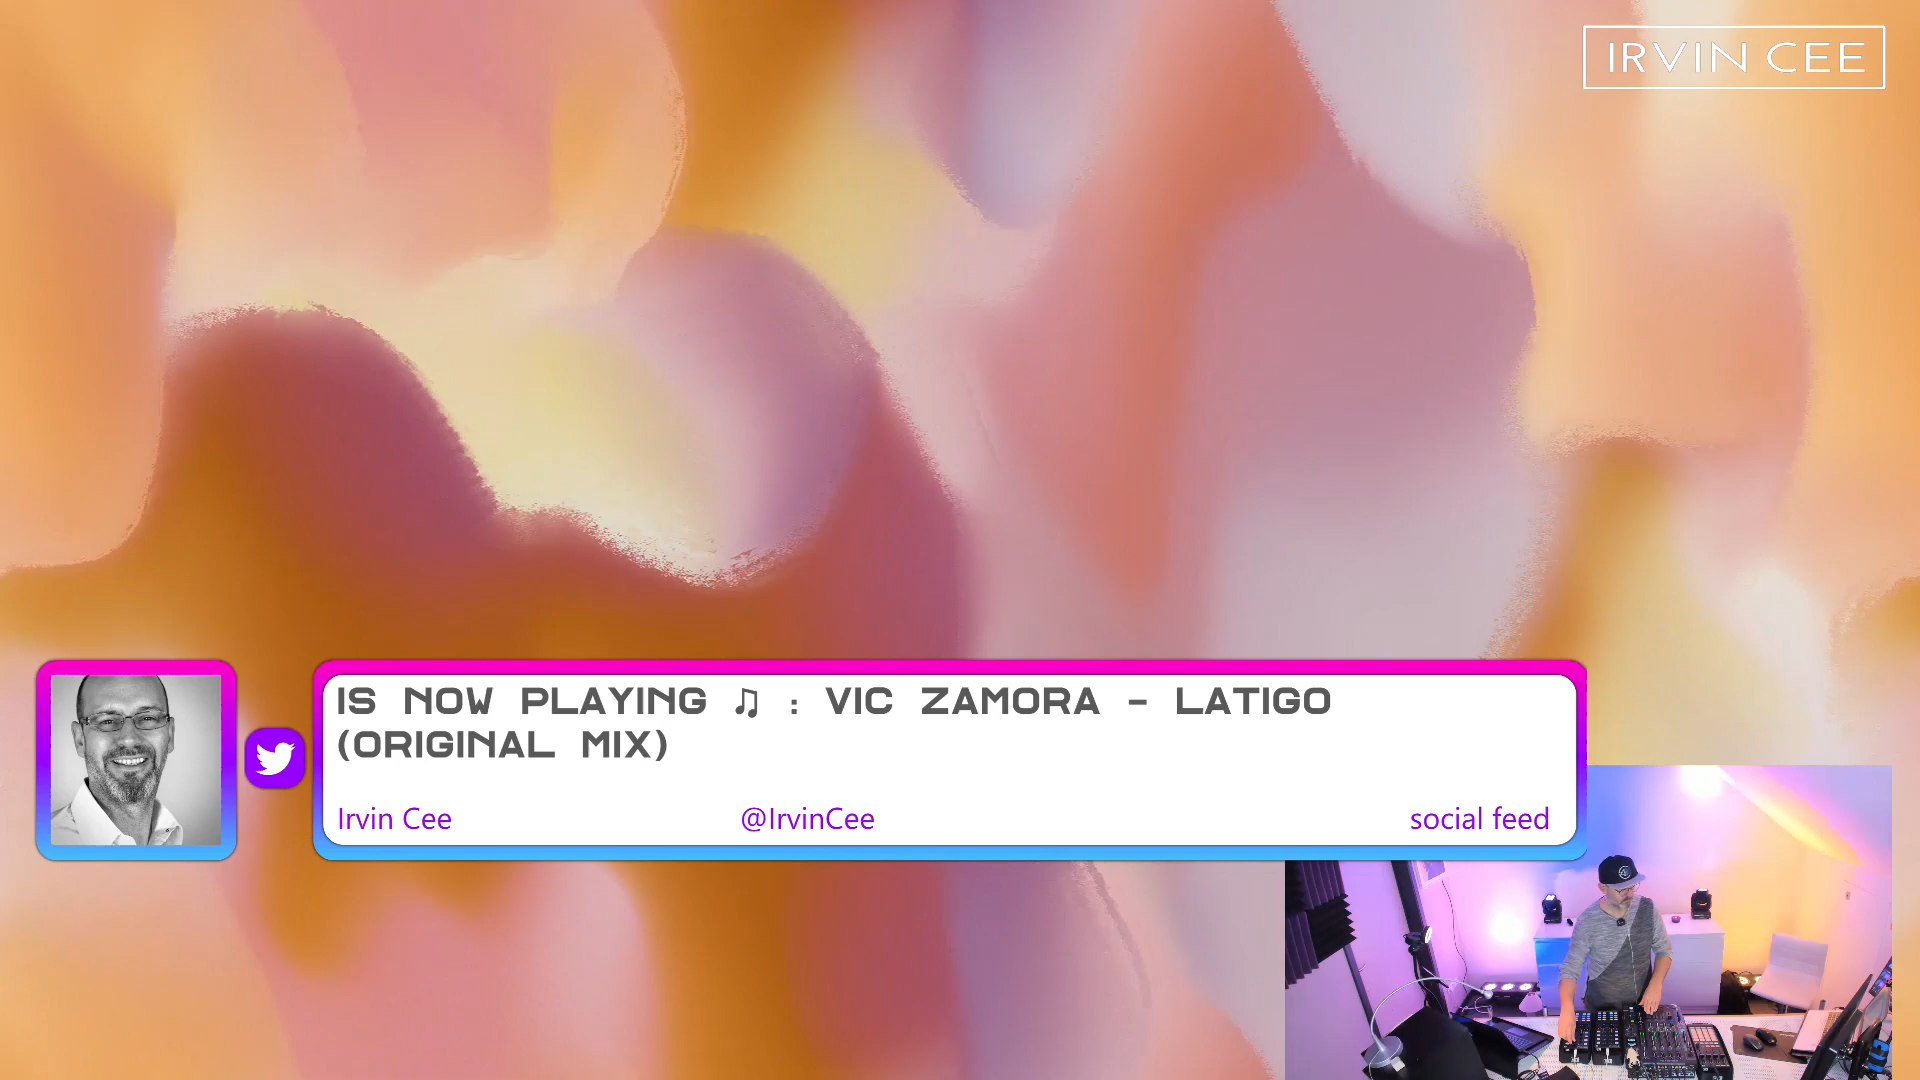 IRVIN CEE
IS NOW PLAYING ♫ : VIC ZAMORA - LATIGO
(ORIGINAL MIX)
Irvin Cee @IrvinCee social feed